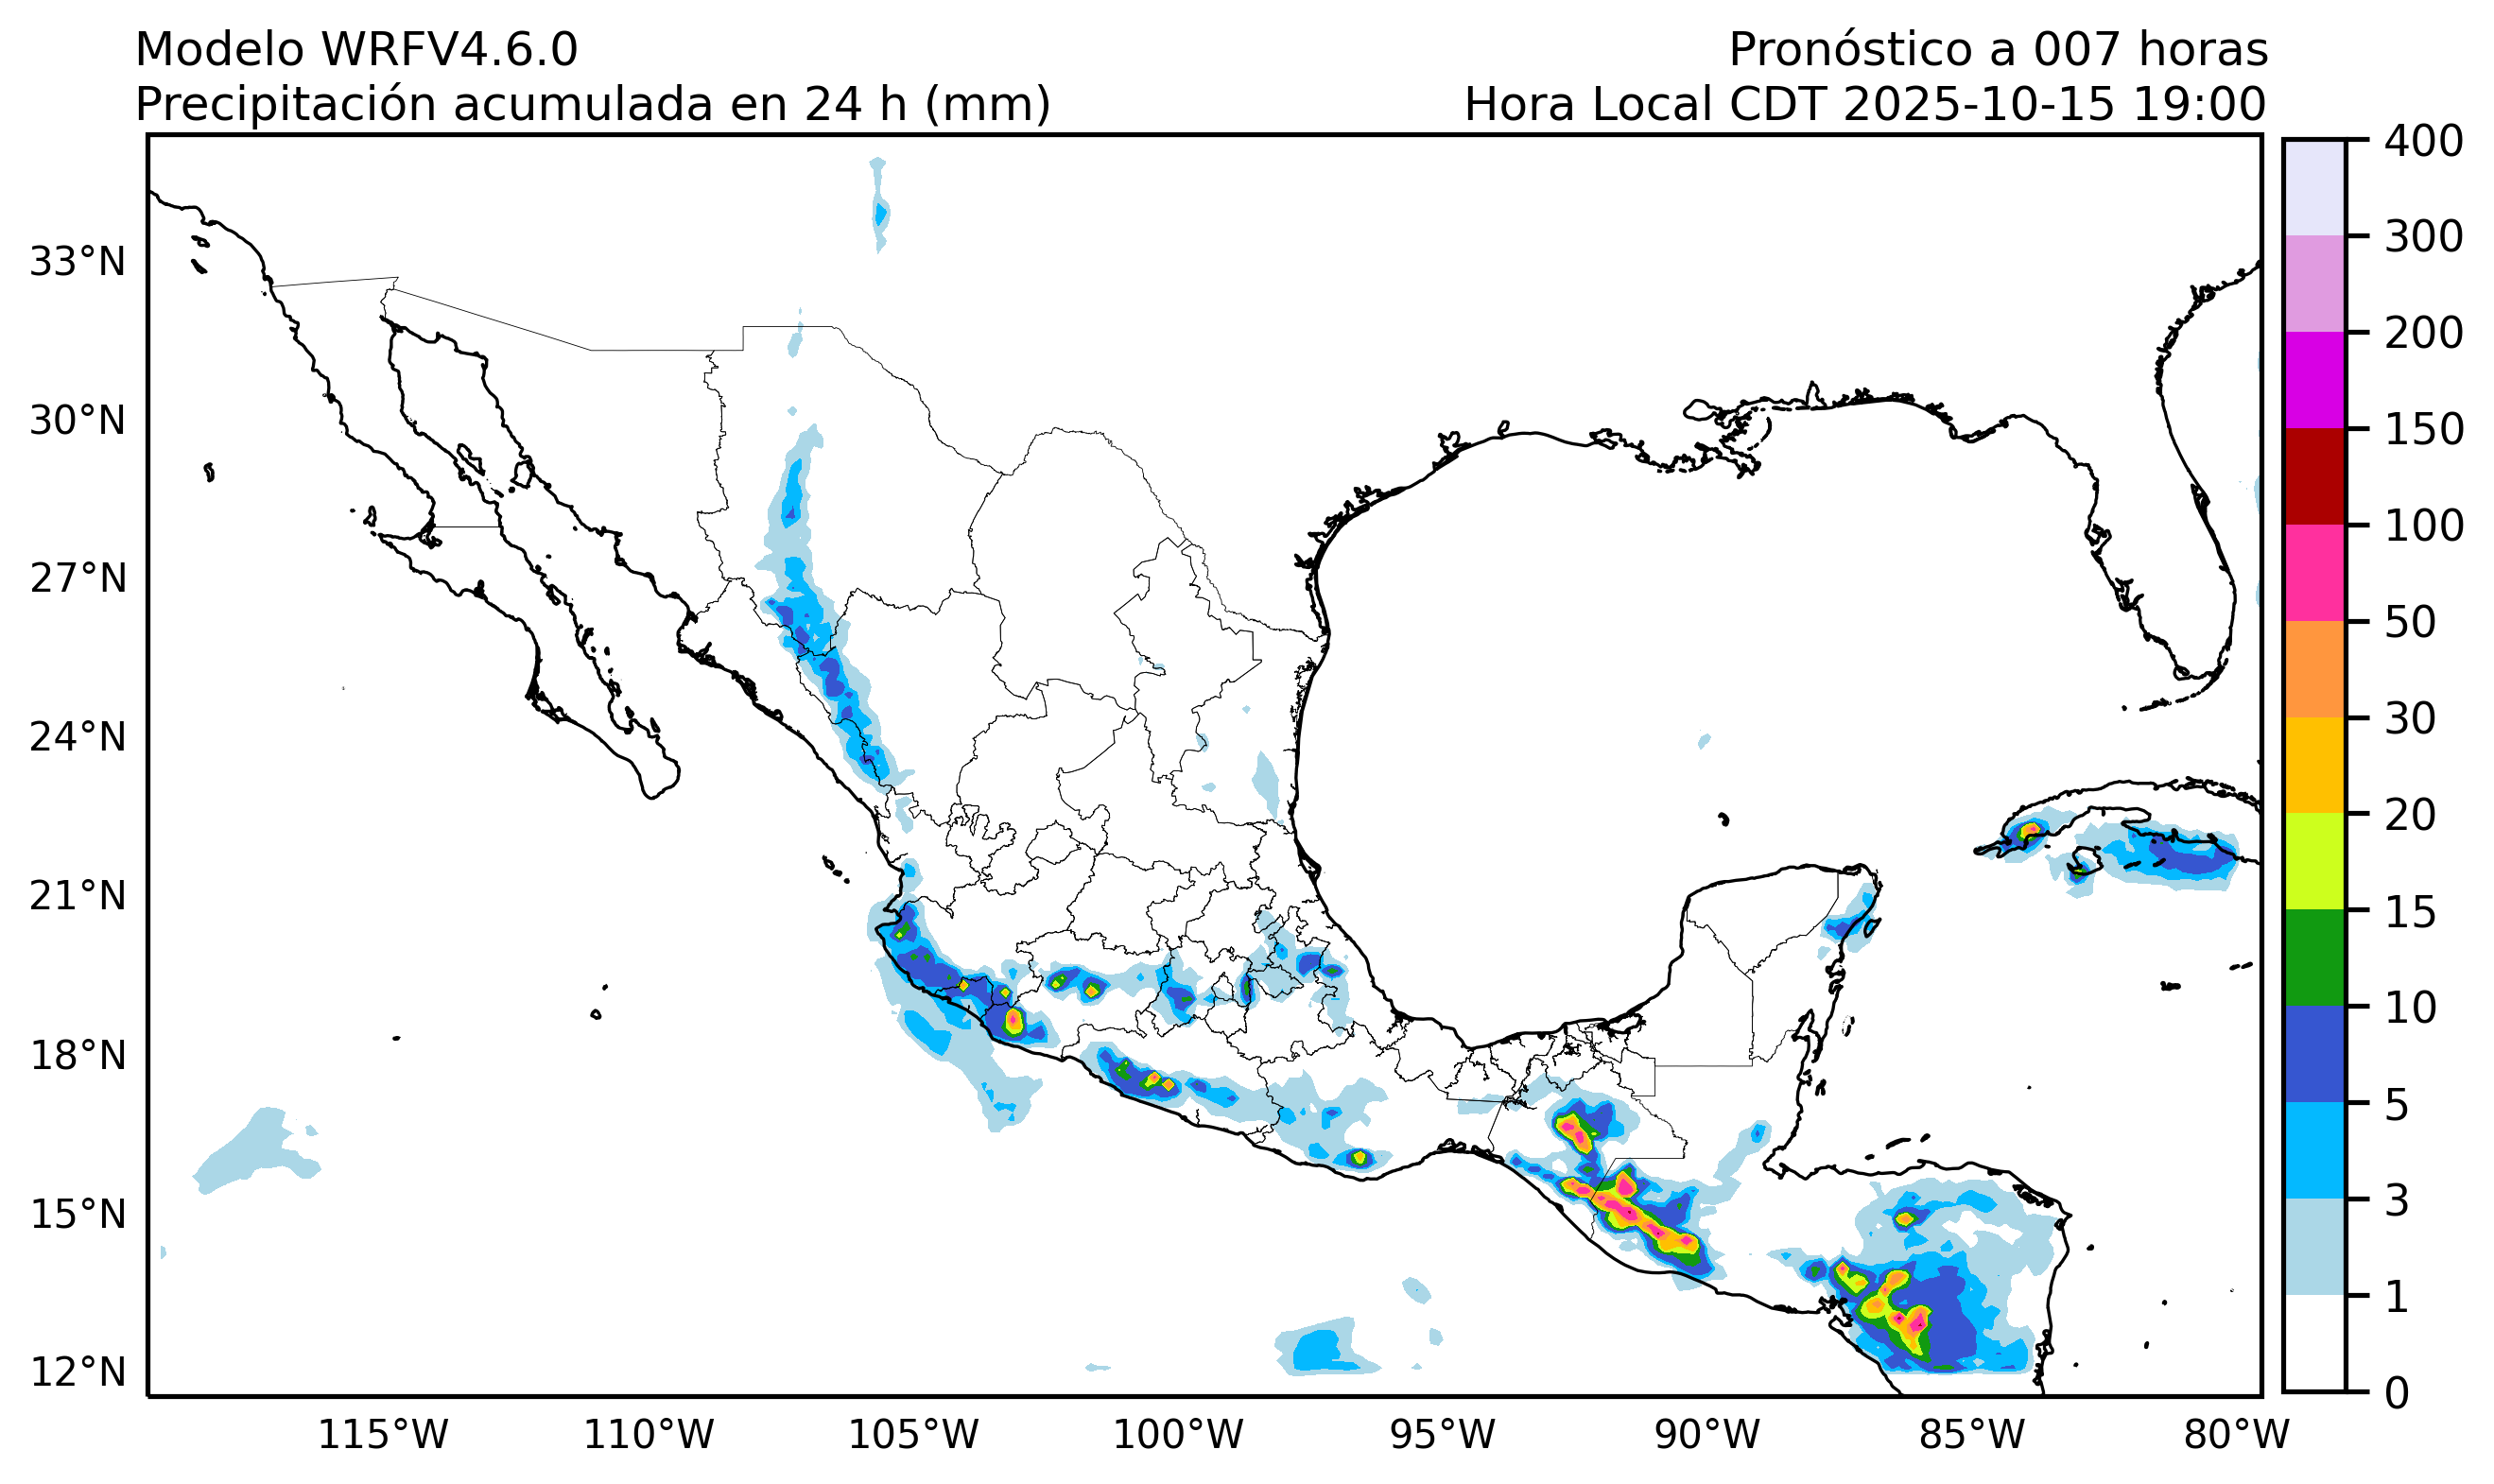 Modelo WRFV4.6.0
Pronóstico a 007 horas
Precipitación acumulada en 24 h (mm)
Hora Local CDT 2025-10-15 19:00
33°N
30°N
27°N
24°N
21°N
18°N
15°N
12°N
115°W
110°W
105°W
100°W
95°W
90°W
85°W
80°W
400
300
200
150
100
50
30
20
15
10
5
3
1
0